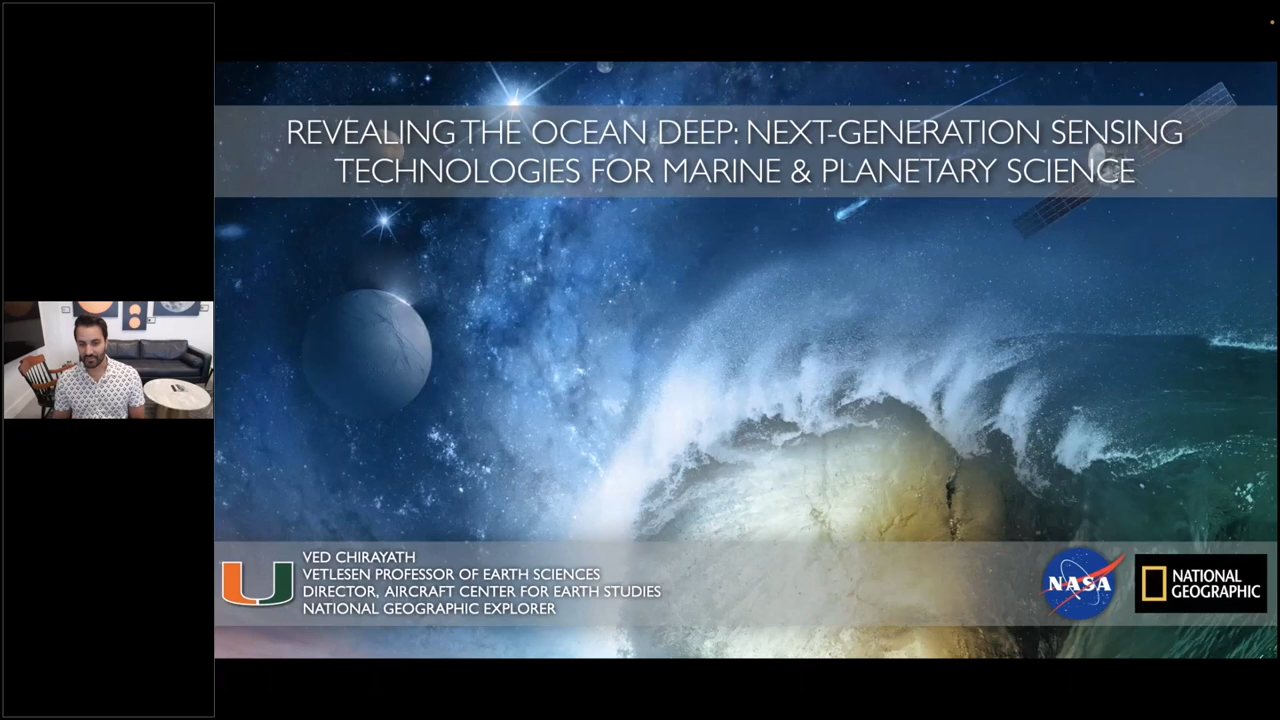 REVEALING THE OCEAN DEEP: NEXT-GENERATION SENSING
TECHNOLOGIES FOR MARINE & PLANETARY SCIENCE
VED CHIRAYATH
VETLESEN PROFESSOR OF EARTH SCIENCES
DIRECTOR, AIRCRAFT CENTER FOR EARTH STUDIES
NATIONAL GEOGRAPHIC EXPLORER
NASA
NATIONAL
GEOGRAPHIC